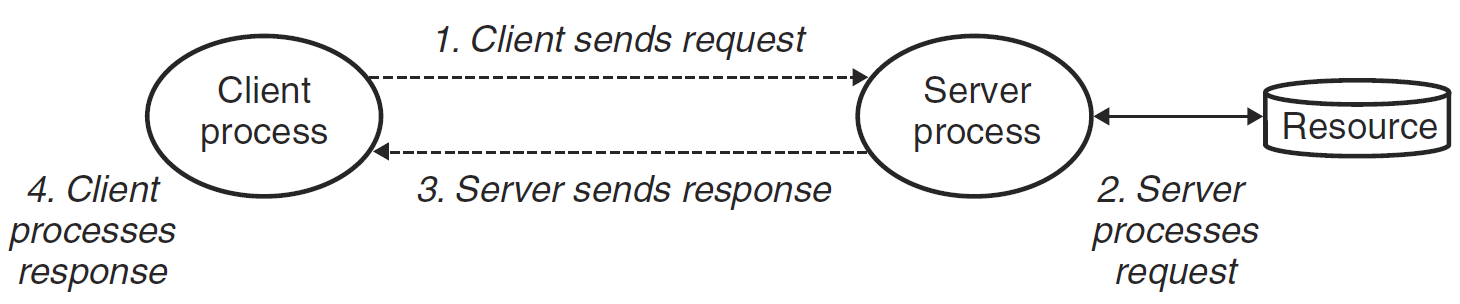 1. Client sends request
Client
process
Server
process
Resource
3. Server sends response
4. Client
processes
response
2. Server
processes
request